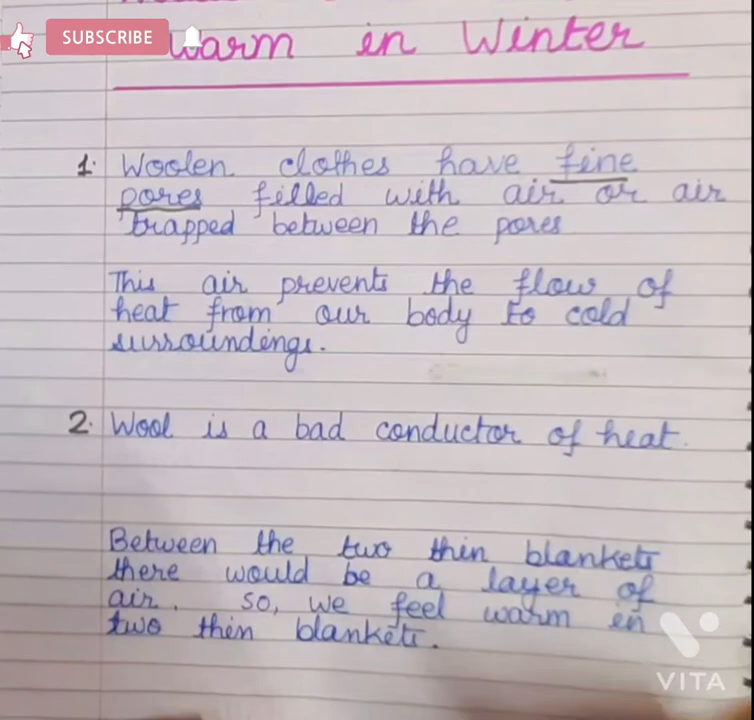 SUBSCRIBE
warm in Winter
1. Woolen clothes have fine
pores filled with air or air
trapped between the pores
This air prevents the flow of
heat from our body to cold
surroundings.
2. Wool is a bad conductor of heat.
Between the two thin blankets
there would be a layer of
air. so, we feel warm in
two thin blankets.
VITA